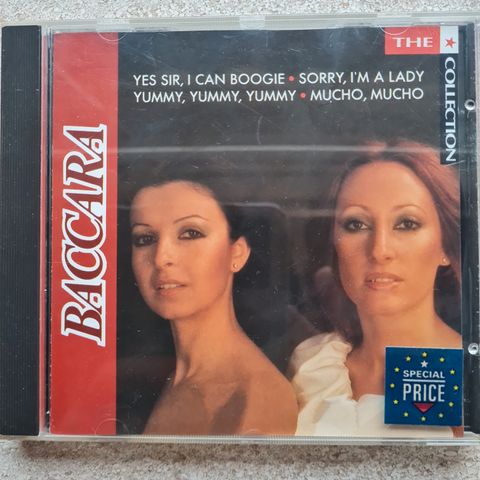 THE COLLECTION
YES SIR, I CAN BOOGIE • SORRY, I'M A LADY
YUMMY, YUMMY, YUMMY • MUCHO, MUCHO
BACCARA
SPECIAL
PRICE